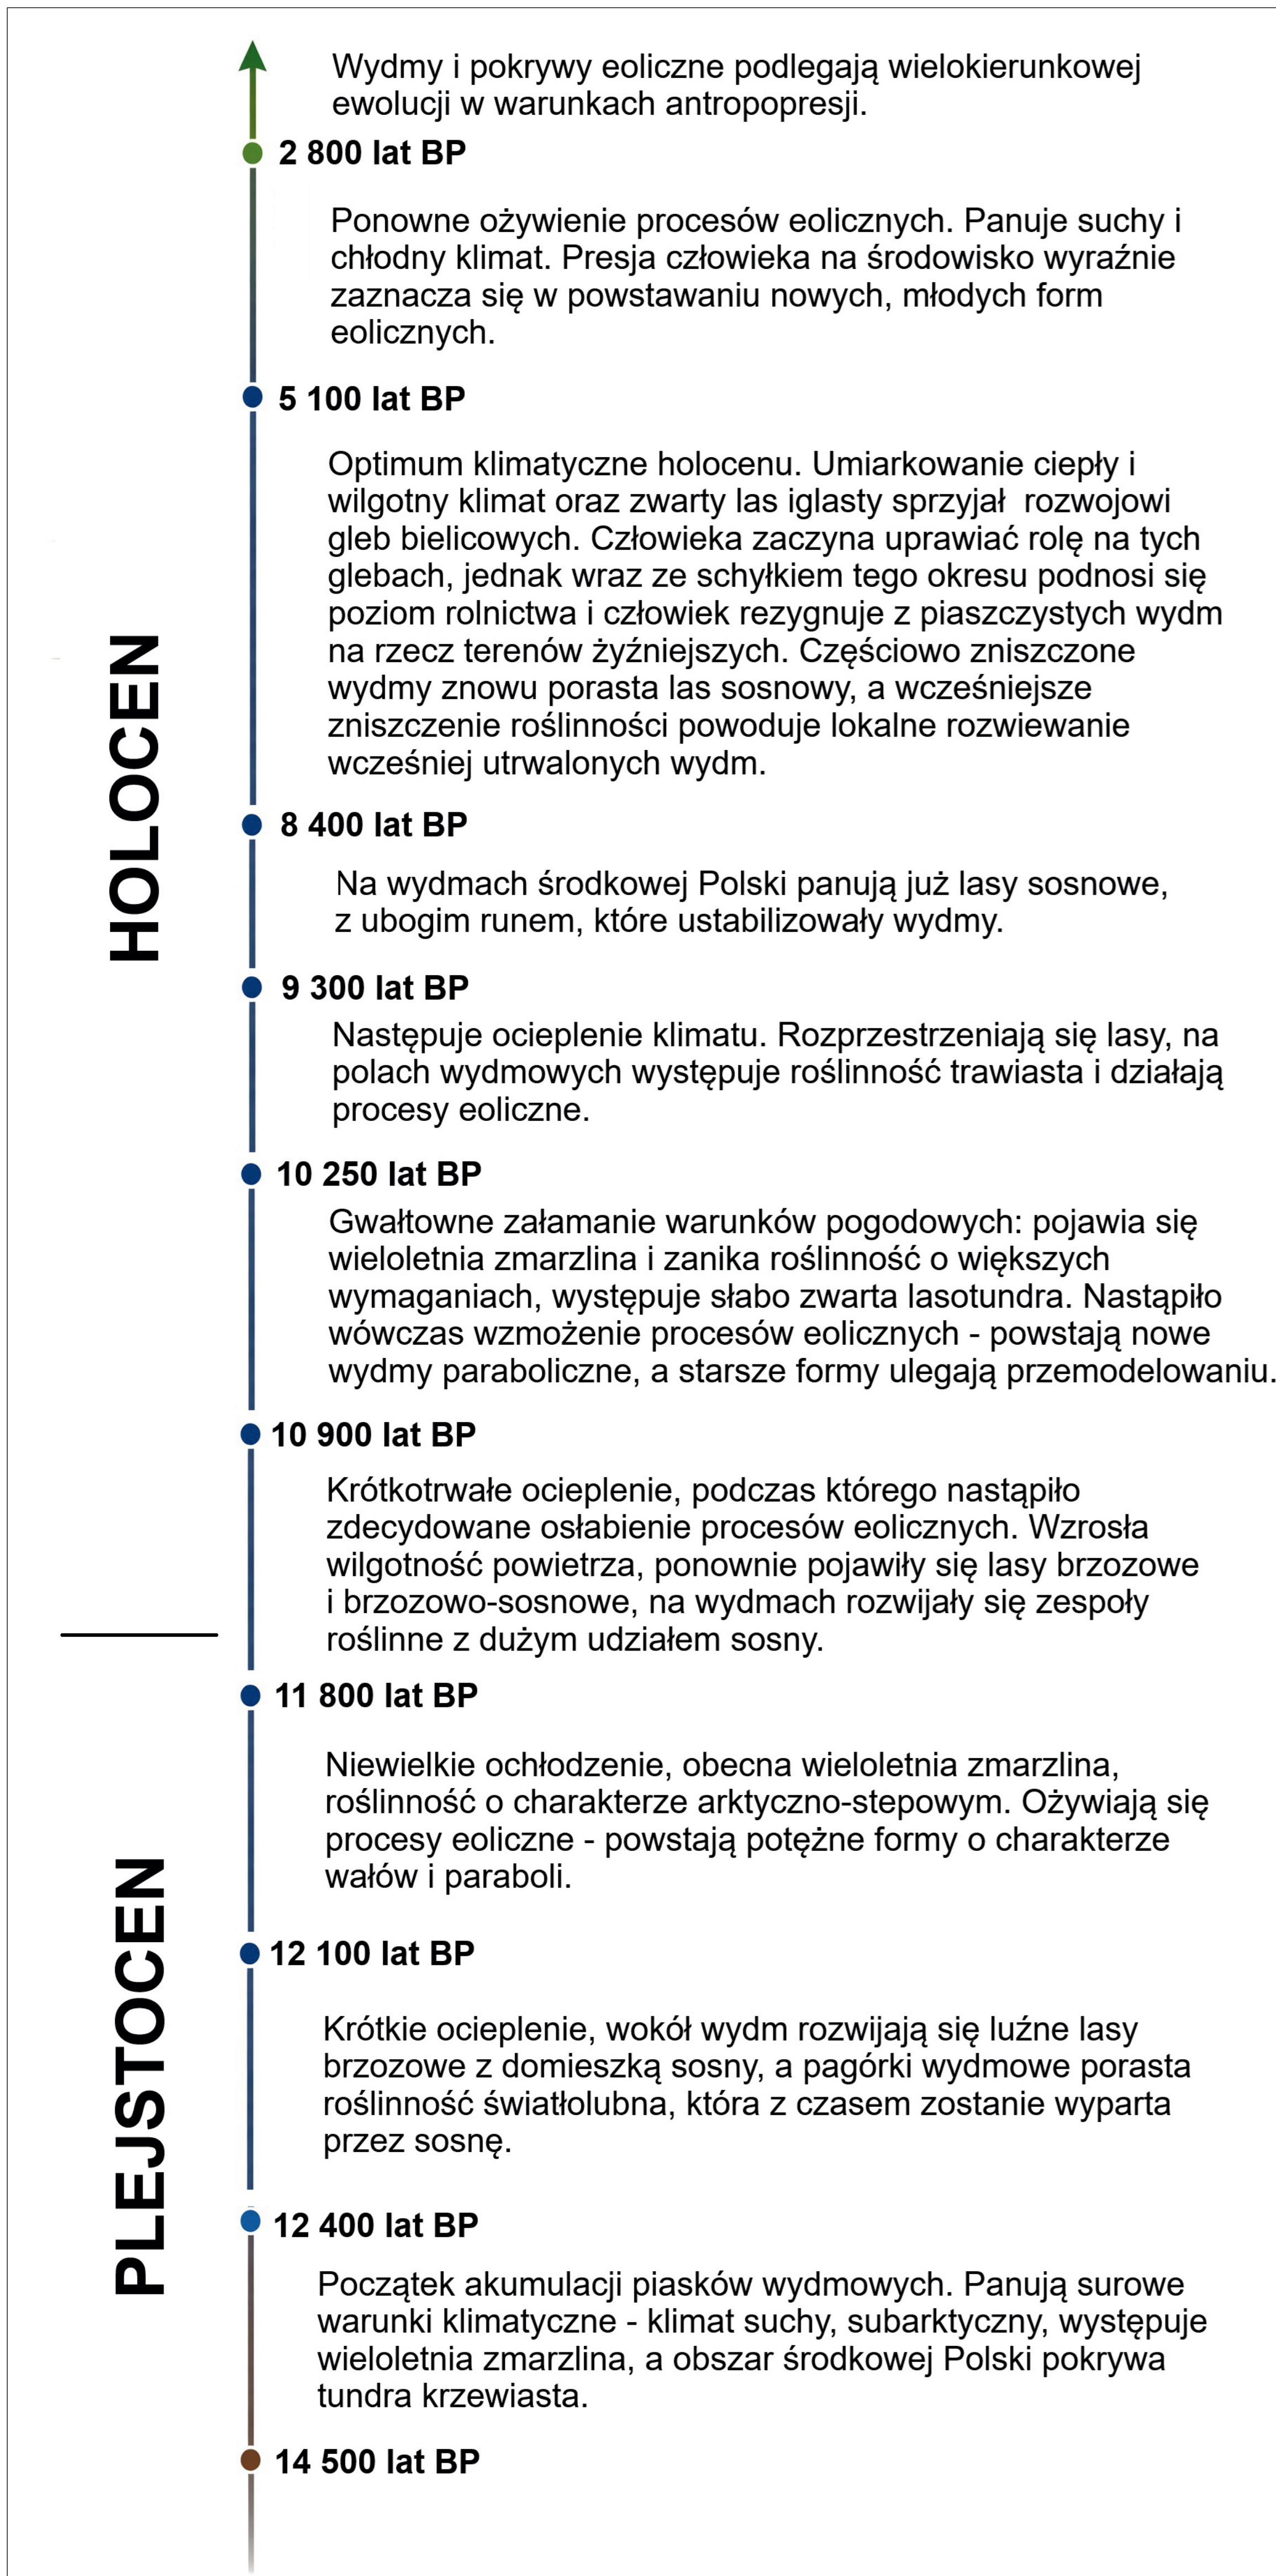 Wydmy i pokrywy eoliczne podlegają wielokierunkowej
ewolucji w warunkach antropopresji.
2 800 lat BP
Ponowne ożywienie procesów eolicznych. Panuje suchy i
chłodny klimat. Presja człowieka na środowisko wyraźnie
zaznacza się w powstawaniu nowych, młodych form
eolicznych.
5 100 lat BP
Optimum klimatyczne holocenu. Umiarkowanie ciepły i
wilgotny klimat oraz zwarty las iglasty sprzyjał rozwojowi
gleb bielicowych. Człowieka zaczyna uprawiać rolę na tych
glebach, jednak wraz ze schyłkiem tego okresu podnosi się
poziom rolnictwa i człowiek rezygnuje z piaszczystych wydm
na rzecz terenów żyźniejszych. Częściowo zniszczone
wydmy znowu porasta las sosnowy, a wcześniejsze
zniszczenie roślinności powoduje lokalne rozwiewanie
wcześniej utrwalonych wydm.
HOLOCEN
8 400 lat BP
Na wydmach środkowej Polski panują już lasy sosnowe,
z ubogim runem, które ustabilizowały wydmy.
9 300 lat BP
Następuje ocieplenie klimatu. Rozprzestrzeniają się lasy, na
polach wydmowych występuje roślinność trawiasta i działają
procesy eoliczne.
10 250 lat BP
Gwałtowne załamanie warunków pogodowych: pojawia się
wieloletnia zmarzlina i zanika roślinność o większych
wymaganiach, występuje słabo zwarta lasotundra. Nastąpiło
wówczas wzmożenie procesów eolicznych - powstają nowe
wydmy paraboliczne, a starsze formy ulegają przemodelowaniu.
10 900 lat BP
Krótkotrwałe ocieplenie, podczas którego nastąpiło
zdecydowane osłabienie procesów eolicznych. Wzrosła
wilgotność powietrza, ponownie pojawiły się lasy brzozowe
i brzozowo-sosnowe, na wydmach rozwijały się zespoły
roślinne z dużym udziałem sosny.
11 800 lat BP
Niewielkie ochłodzenie, obecna wieloletnia zmarzlina,
roślinność o charakterze arktyczno-stepowym. Ożywiają się
procesy eoliczne - powstają potężne formy o charakterze
wałów i paraboli.
PLEJSTOCEN
12 100 lat BP
Krótkie ocieplenie, wokół wydm rozwijają się luźne lasy
brzozowe z domieszką sosny, a pagórki wydmowe porasta
roślinność światłolubna, która z czasem zostanie wyparta
przez sosnę.
12 400 lat BP
Początek akumulacji piasków wydmowych. Panują surowe
warunki klimatyczne - klimat suchy, subarktyczny, występuje
wieloletnia zmarzlina, a obszar środkowej Polski pokrywa
tundra krzewiasta.
14 500 lat BP